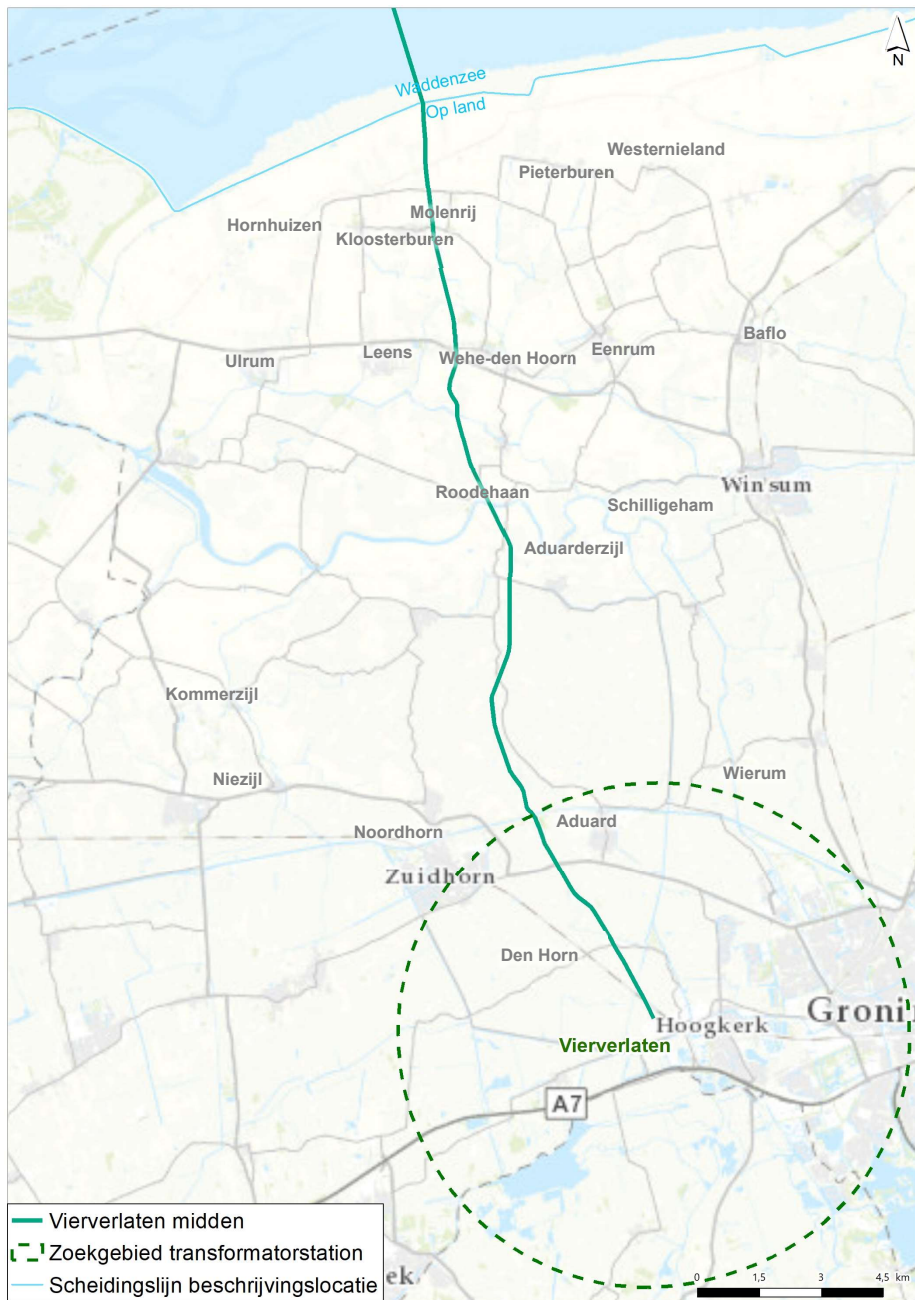 N
Waddenzee
Op land
Westernieland
Pieterburen
Molenrij
Hornhuizen
Kloosterburen
Baflo
Eenrum
Leens
Wehe-den Hoorn
Ulrum
Winsum
Roodehaan
Schilligeham
Aduarderzijl
Kommerzijl
Wierum
Niezijl
Aduard
Noordhorn
Zuidhorn
Den Horn
Gronin
Hoogkerk
Vierverlaten
A7
Vierverlaten midden
Zoekgebied transformatorstation
Scheidingslijn beschrijvingslocatie
ek
0 1,5 3 4,5 km